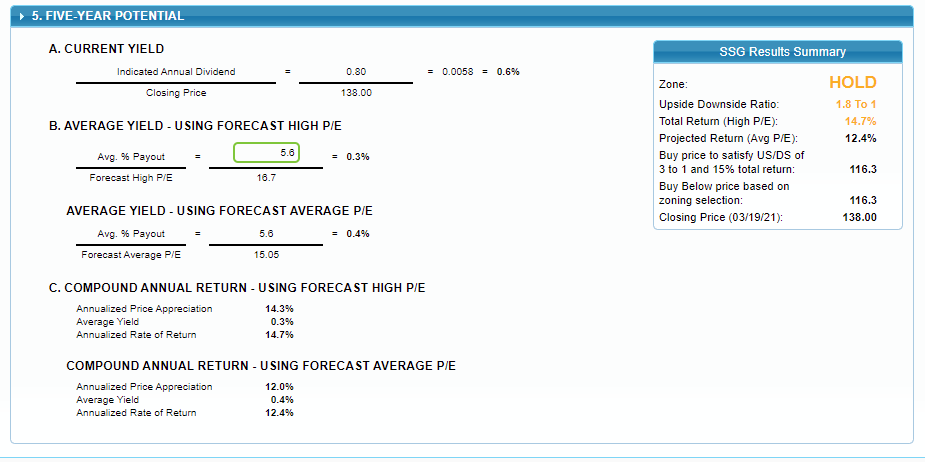 5. FIVE-YEAR POTENTIAL
A. CURRENT YIELD
Indicated Annual Dividend = 0.80 = 0.0058 = 0.6%
Closing Price 138.00
B. AVERAGE YIELD - USING FORECAST HIGH P/E
Avg. % Payout = 5.6 = 0.3%
Forecast High P/E 16.7
AVERAGE YIELD - USING FORECAST AVERAGE P/E
Avg. % Payout = 5.6 = 0.4%
Forecast Average P/E 15.05
C. COMPOUND ANNUAL RETURN - USING FORECAST HIGH P/E
Annualized Price Appreciation 14.3%
Average Yield 0.3%
Annualized Rate of Return 14.7%
COMPOUND ANNUAL RETURN - USING FORECAST AVERAGE P/E
Annualized Price Appreciation 12.0%
Average Yield 0.4%
Annualized Rate of Return 12.4%
SSG Results Summary
Zone: HOLD
Upside Downside Ratio: 1.8 To 1
Total Return (High P/E): 14.7%
Projected Return (Avg P/E): 12.4%
Buy price to satisfy US/DS of
3 to 1 and 15% total return: 116.3
Buy Below price based on
zoning selection: 116.3
Closing Price (03/19/21): 138.00